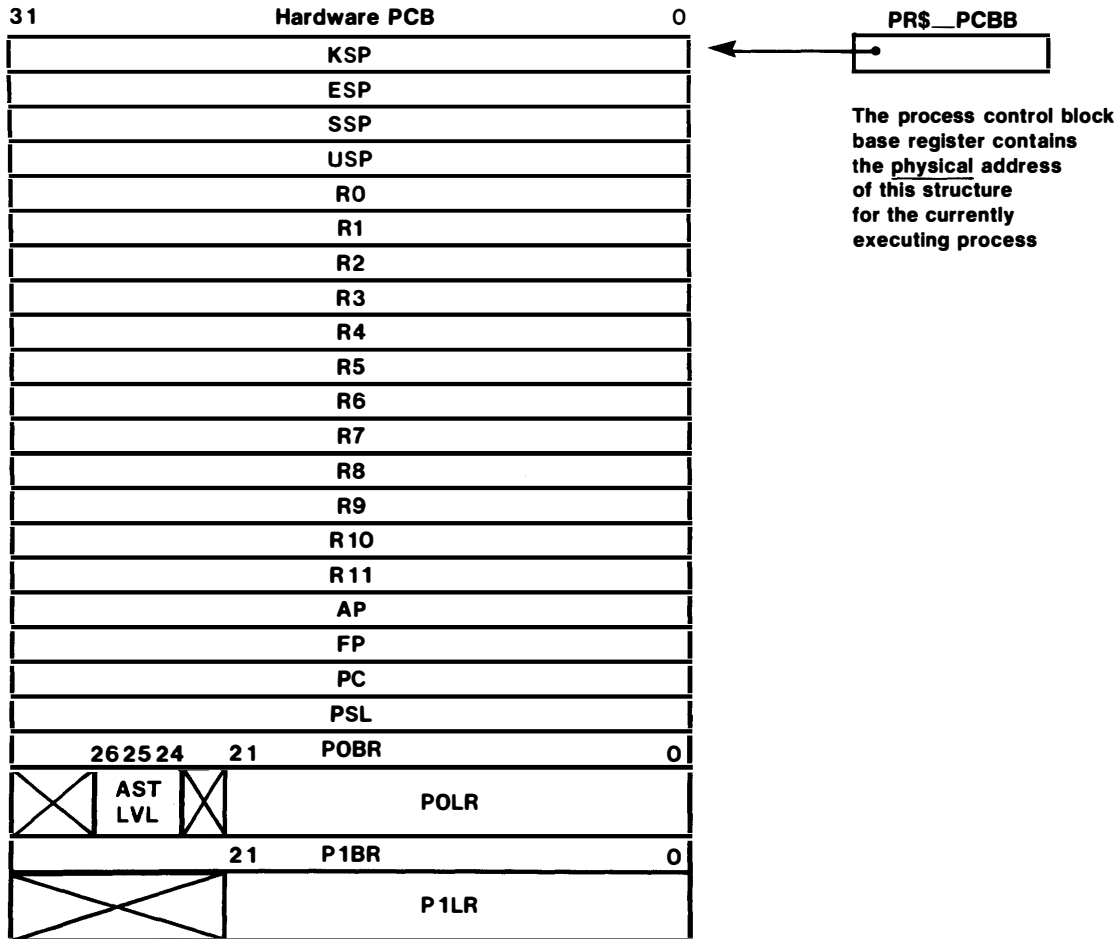 31 Hardware PCB 0
KSP
ESP
SSP
USP
R0
R1
R2
R3
R4
R5
R6
R7
R8
R9
R10
R11
AP
FP
PC
PSL
26 25 24 21 P0BR 0
AST
LVL
P0LR
21 P1BR 0
P1LR
PR$__PCBB
The process control block
base register contains
the physical address
of this structure
for the currently
executing process